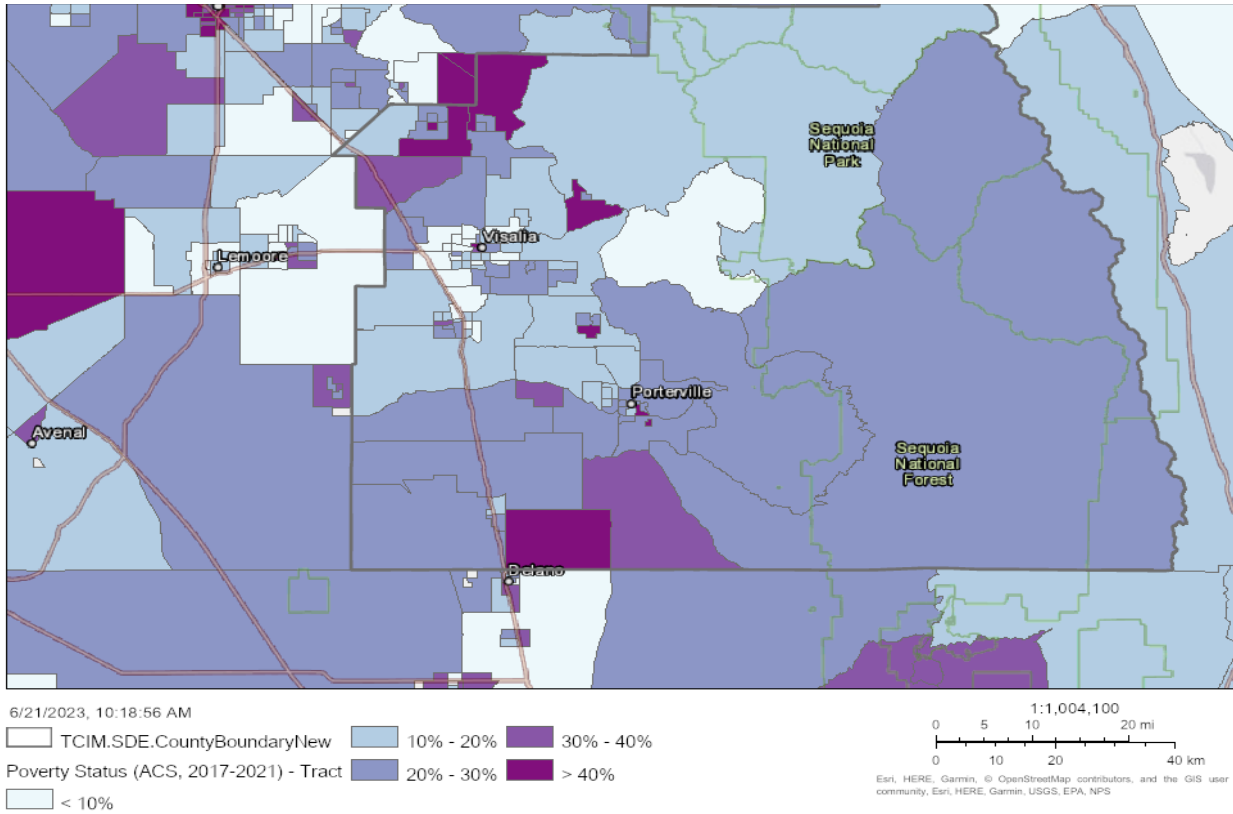 Sequoia
National
Park
Visalia
Lemoore
Porterville
Avenal
Sequoia
National
Forest
Delano
6/21/2023, 10:18:56 AM
TCIM.SDE.CountyBoundaryNew
Poverty Status (ACS, 2017-2021) - Tract
< 10%
10% - 20%
20% - 30%
30% - 40%
> 40%
1:1,004,100
0 5 10 20 mi
0 10 20 40 km
Esri, HERE, Garmin, © OpenStreetMap contributors, and the GIS user
community, Esri, HERE, Garmin, USGS, EPA, NPS